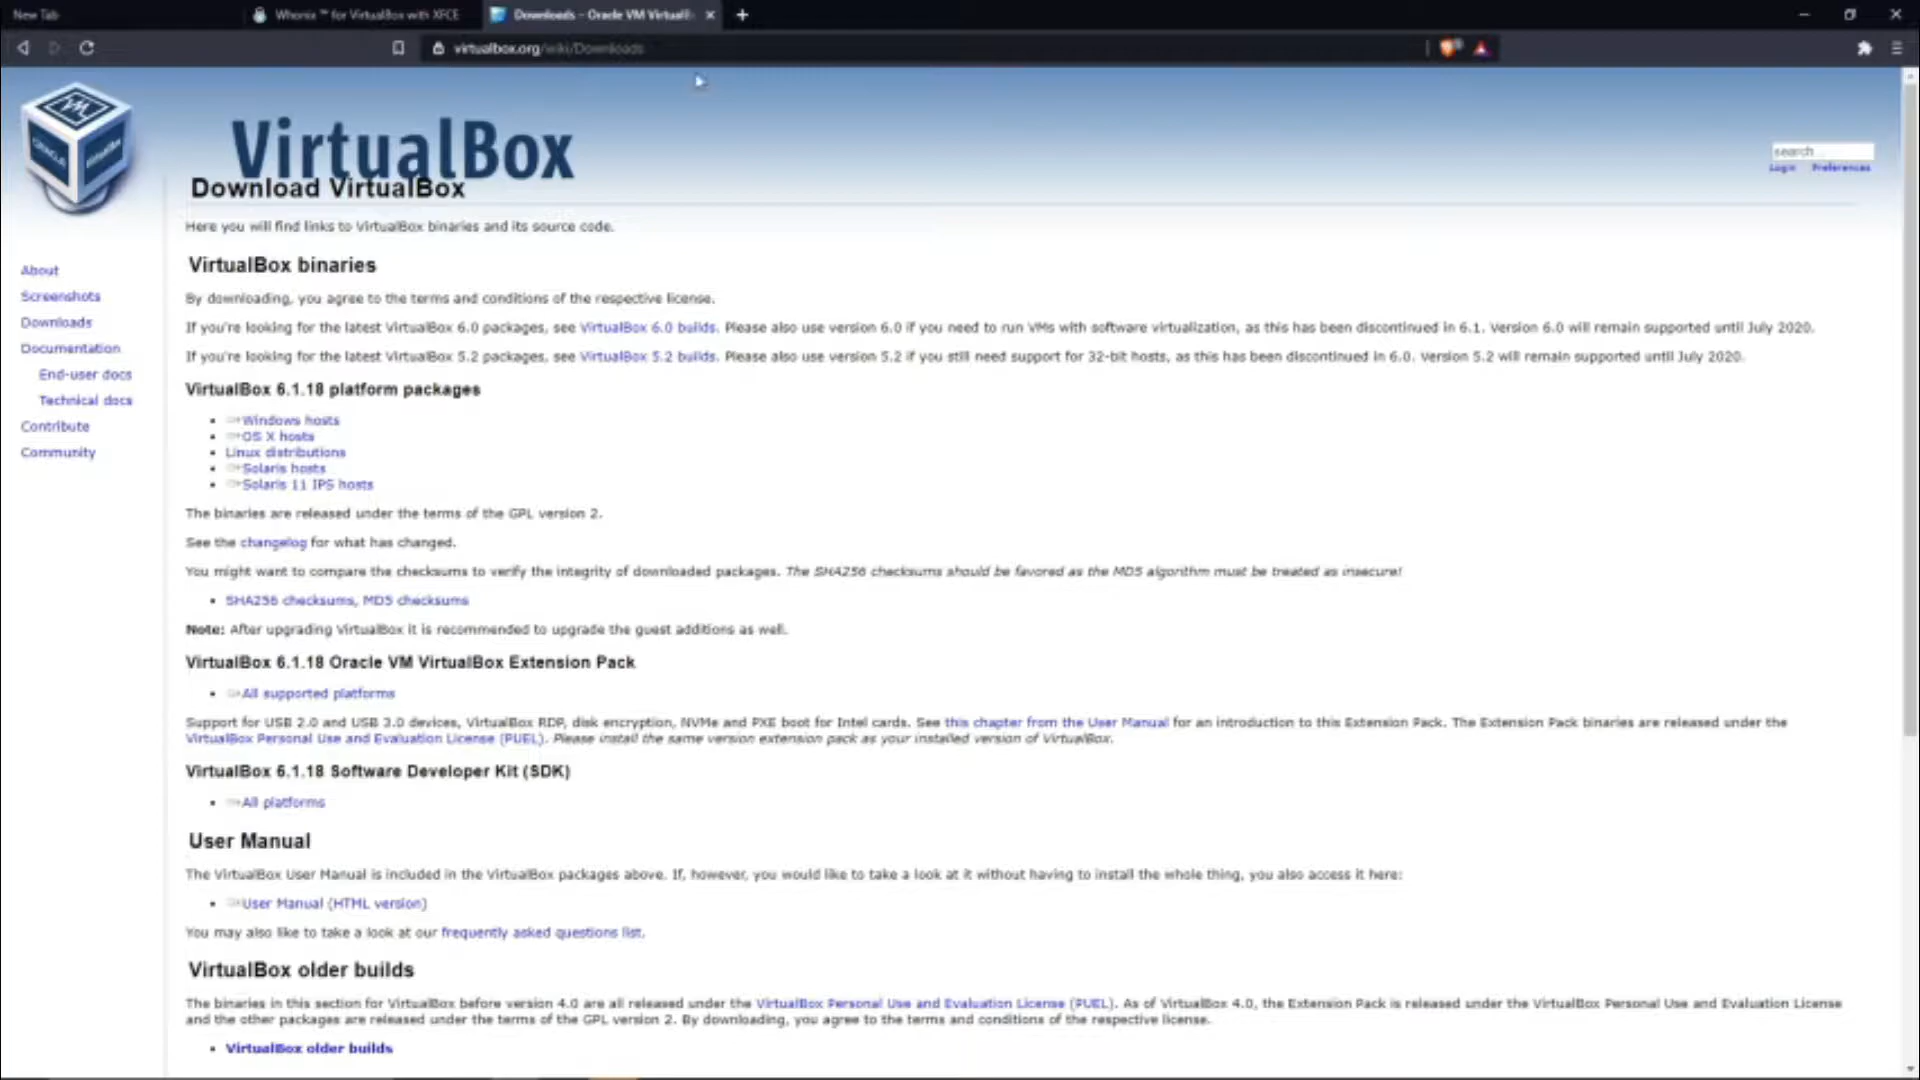 New Tab
Whonix ™ for VirtualBox with XFCE
Downloads – Oracle VM VirtualB
virtualbox.org/wiki/Downloads
VirtualBox
search...
Login Preferences
Download VirtualBox
Here you will find links to VirtualBox binaries and its source code.
About
Screenshots
Downloads
Documentation
End-user docs
Technical docs
Contribute
Community
VirtualBox binaries
By downloading, you agree to the terms and conditions of the respective license.
If you're looking for the latest VirtualBox 6.0 packages, see VirtualBox 6.0 builds. Please also use version 6.0 if you need to run VMs with software virtualization, as this has been discontinued in 6.1. Version 6.0 will remain supported until July 2020.
If you're looking for the latest VirtualBox 5.2 packages, see VirtualBox 5.2 builds. Please also use version 5.2 if you still need support for 32-bit hosts, as this has been discontinued in 6.0. Version 5.2 will remain supported until July 2020.
VirtualBox 6.1.18 platform packages
Windows hosts
OS X hosts
Linux distributions
Solaris hosts
Solaris 11 IPS hosts
The binaries are released under the terms of the GPL version 2.
See the changelog for what has changed.
You might want to compare the checksums to verify the integrity of downloaded packages. The SHA256 checksums should be favored as the MD5 algorithm must be treated as insecure!
SHA256 checksums, MD5 checksums
Note: After upgrading VirtualBox it is recommended to upgrade the guest additions as well.
VirtualBox 6.1.18 Oracle VM VirtualBox Extension Pack
All supported platforms
Support for USB 2.0 and USB 3.0 devices, VirtualBox RDP, disk encryption, NVMe and PXE boot for Intel cards. See this chapter from the User Manual for an introduction to this Extension Pack. The Extension Pack binaries are released under the
VirtualBox Personal Use and Evaluation License (PUEL). Please install the same version extension pack as your installed version of VirtualBox.
VirtualBox 6.1.18 Software Developer Kit (SDK)
All platforms
User Manual
The VirtualBox User Manual is included in the VirtualBox packages above. If, however, you would like to take a look at it without having to install the whole thing, you also access it here:
User Manual (HTML version)
You may also like to take a look at our frequently asked questions list.
VirtualBox older builds
The binaries in this section for VirtualBox before version 4.0 are all released under the VirtualBox Personal Use and Evaluation License (PUEL). As of VirtualBox 4.0, the Extension Pack is released under the VirtualBox Personal Use and Evaluation License
and the other packages are released under the terms of the GPL version 2. By downloading, you agree to the terms and conditions of the respective license.
VirtualBox older builds